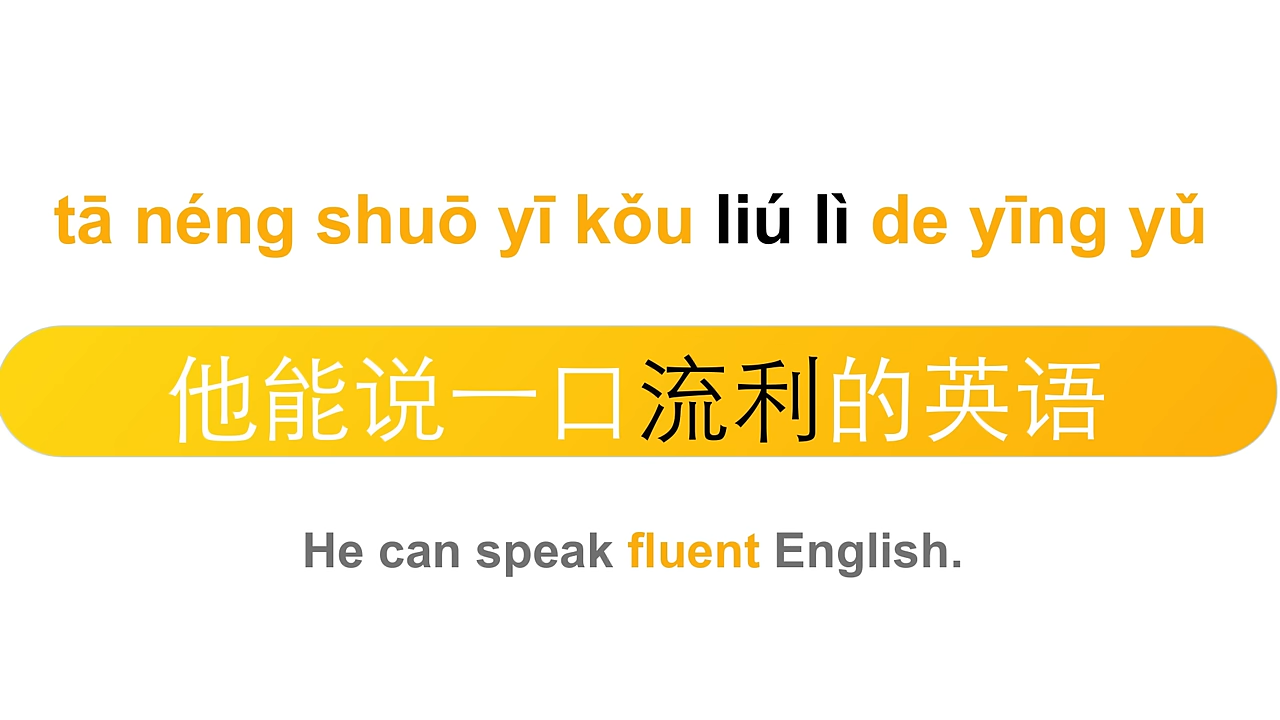 tā néng shuō yī kǒu liú lì de yīng yǔ
他能说一口流利的英语
He can speak fluent English.